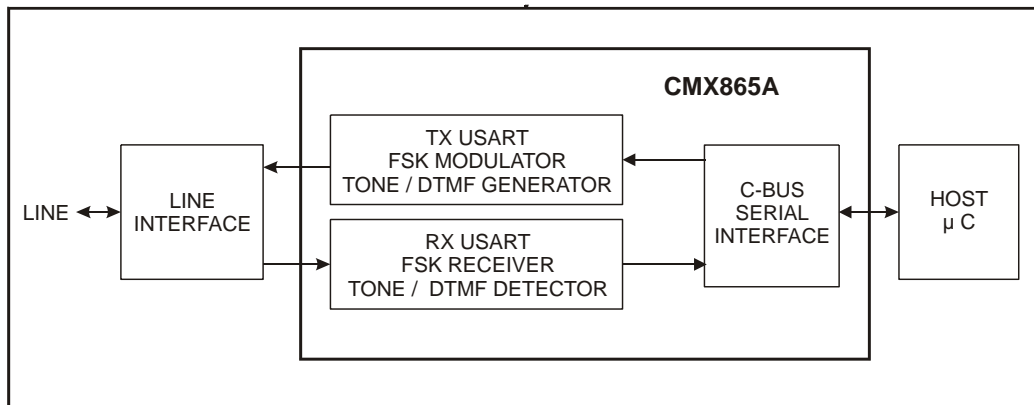 CMX865A
TX USART
FSK MODULATOR
TONE / DTMF GENERATOR
C-BUS
SERIAL
INTERFACE
HOST
µ C
LINE
LINE
INTERFACE
RX USART
FSK RECEIVER
TONE / DTMF DETECTOR